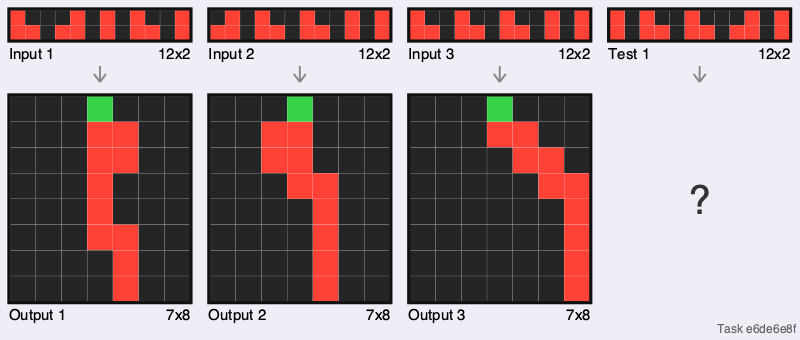 Input 1 12x2
Input 2 12x2
Input 3 12x2
Test 1 12x2
?
Output 1 7x8
Output 2 7x8
Output 3 7x8
Task e6de6e8f